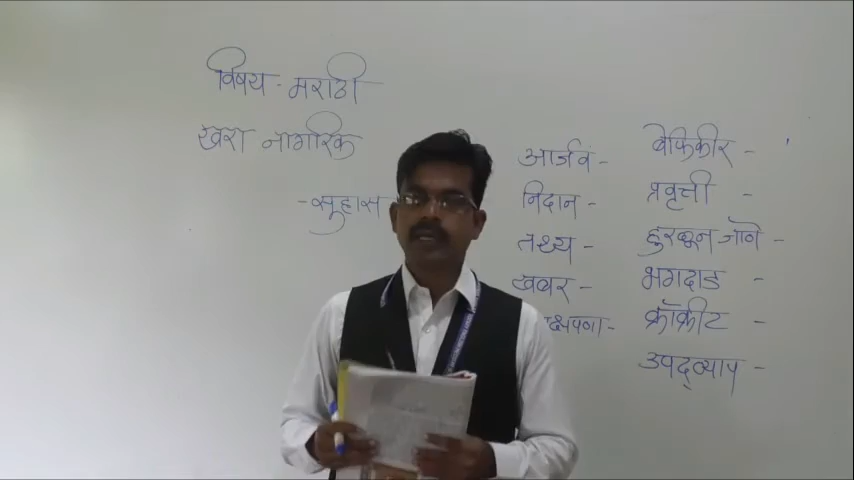 विषय - मराठी
खरा नागरिक
- सुहास
आर्जवं -
निदान -
तथ्य -
खबर -
बेफिकीर -
प्रवृत्ती -
हुरळून जाणे -
भगदाड -
क्राँक्रीट -
उपद्व्याप -